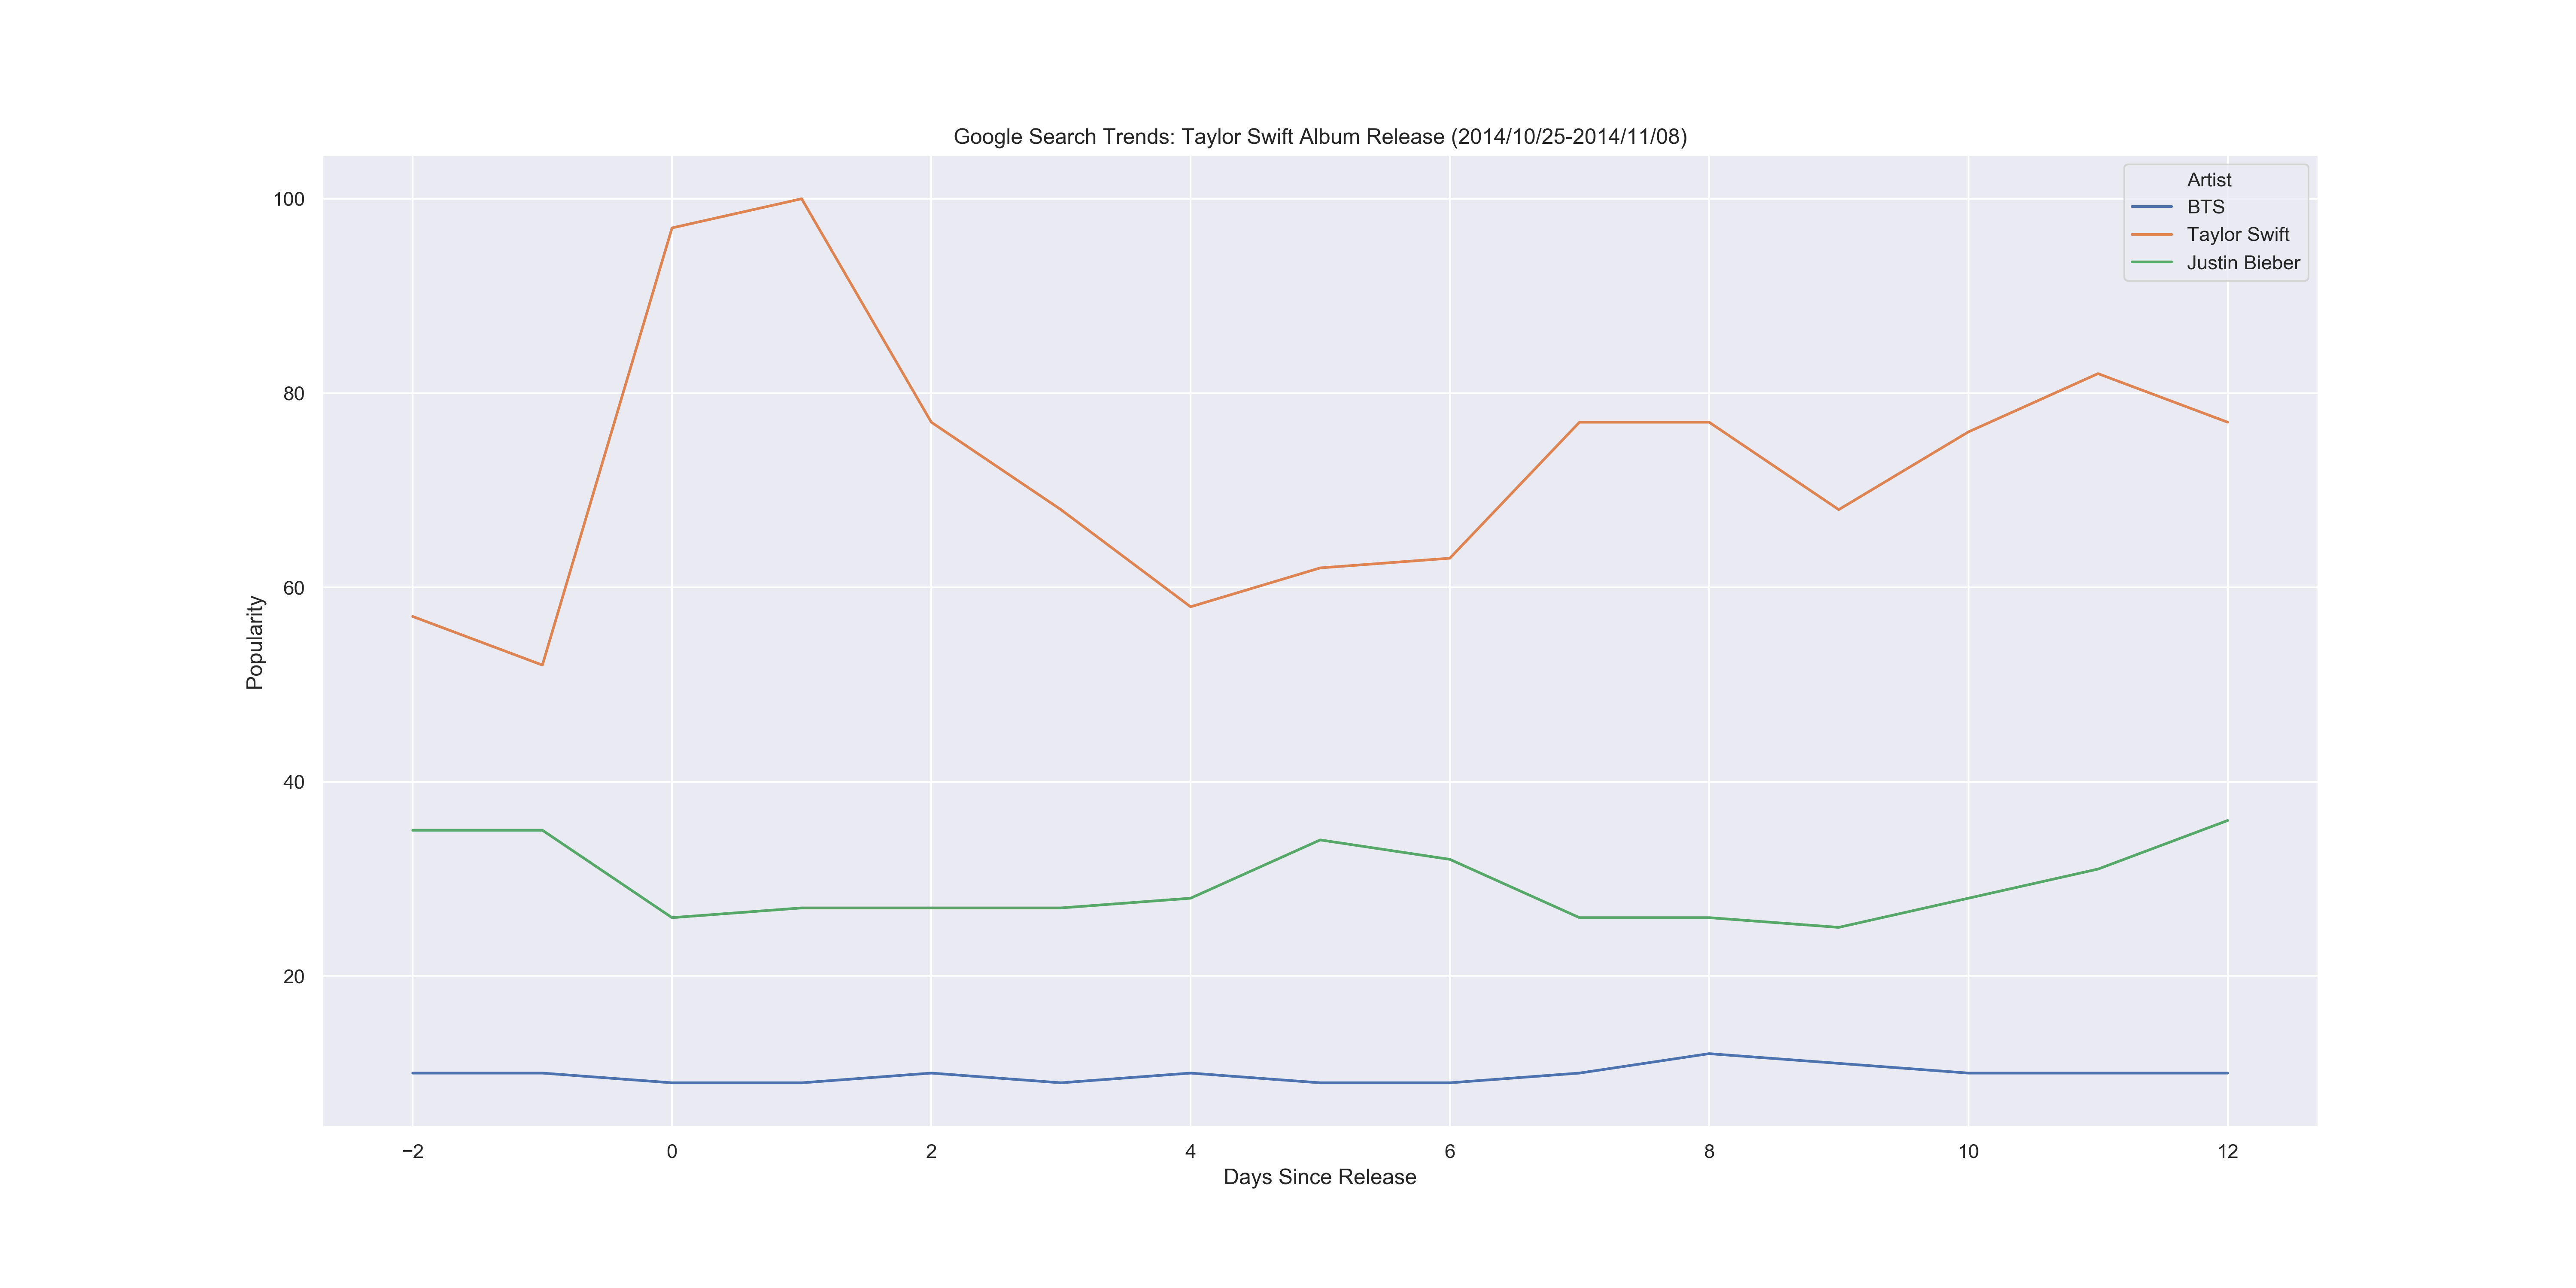 Google Search Trends: Taylor Swift Album Release (2014/10/25-2014/11/08)
Artist
BTS
Taylor Swift
Justin Bieber
100
80
60
40
20
Popularity
−2 0 2 4 6 8 10 12
Days Since Release